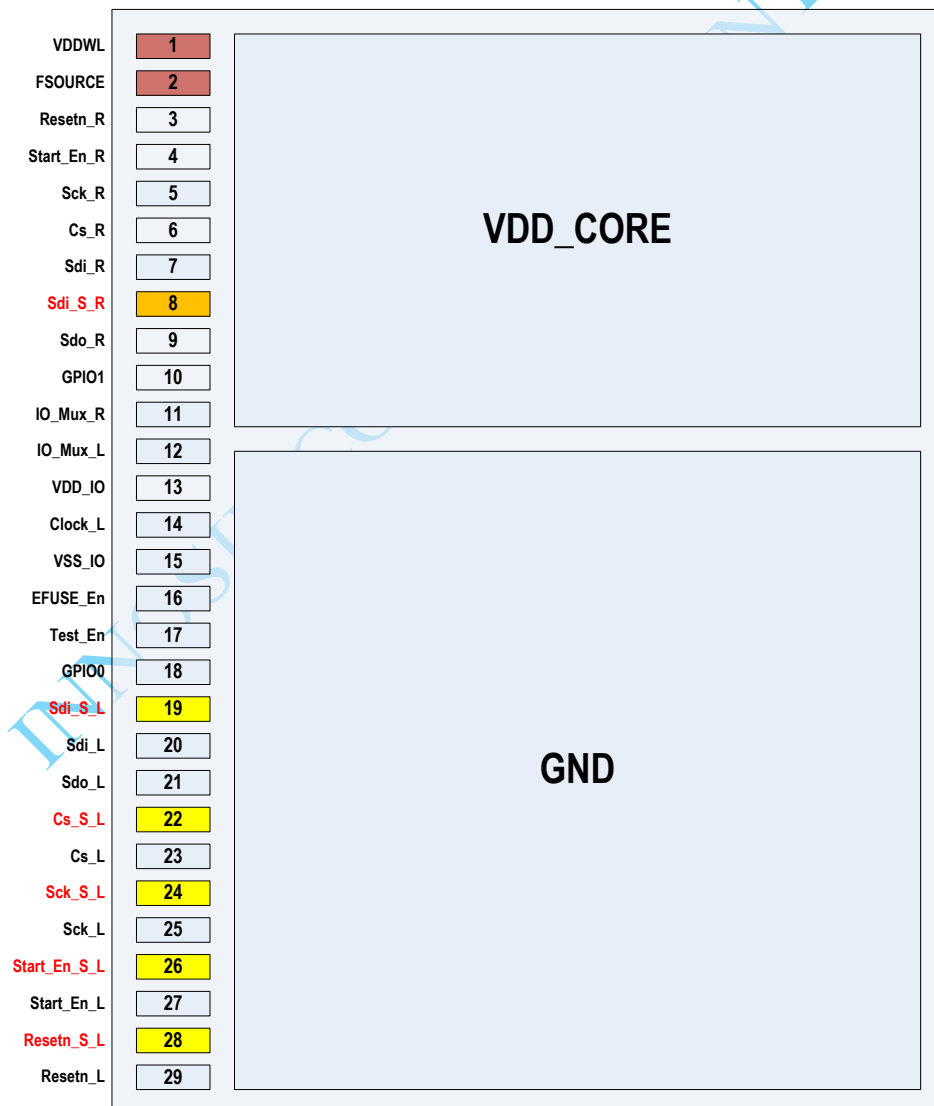 VDDWL 1
FSOURCE 2
Resetn_R 3
Start_En_R 4
Sck_R 5
Cs_R 6
Sdi_R 7
Sdi_S_R 8
Sdo_R 9
GPIO1 10
IO_Mux_R 11
IO_Mux_L 12
VDD_IO 13
Clock_L 14
VSS_IO 15
EFUSE_En 16
Test_En 17
GPIO0 18
Sdi_S_L 19
Sdi_L 20
Sdo_L 21
Cs_S_L 22
Cs_L 23
Sck_S_L 24
Sck_L 25
Start_En_S_L 26
Start_En_L 27
Resetn_S_L 28
Resetn_L 29
VDD_CORE
GND